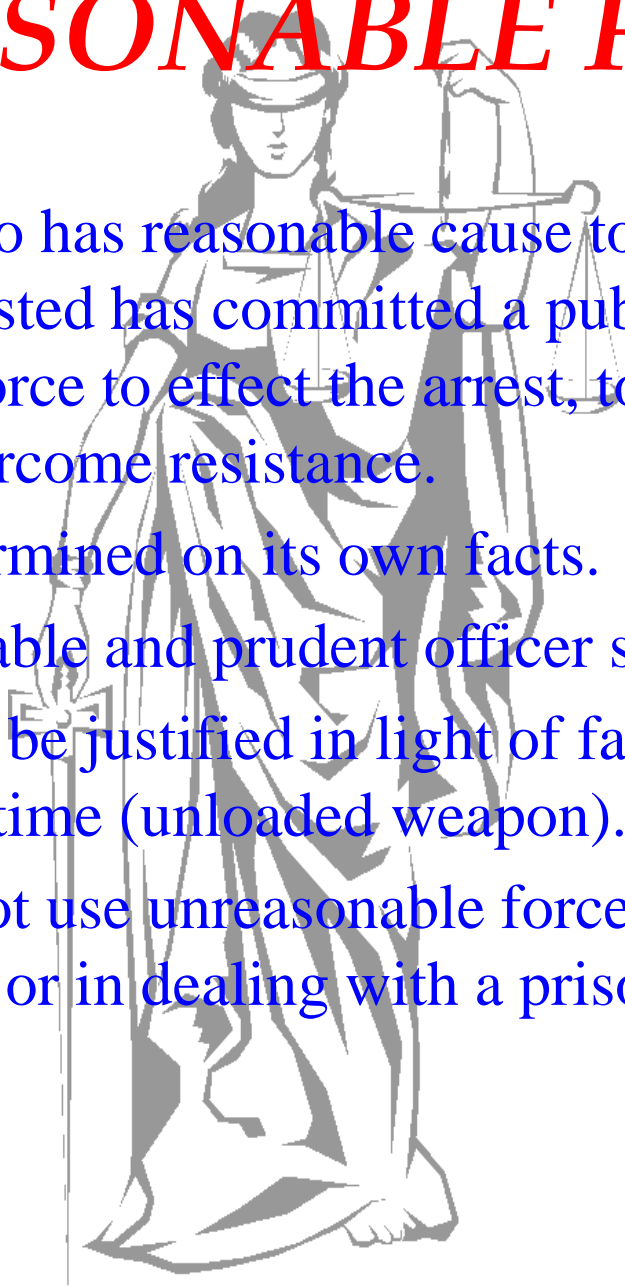 SONABLE F
o has reasonable cause to
sted has committed a pub
orce to effect the arrest, to
rcome resistance.
rmined on its own facts.
able and prudent officer s
be justified in light of fa
time (unloaded weapon).
ot use unreasonable force
or in dealing with a priso